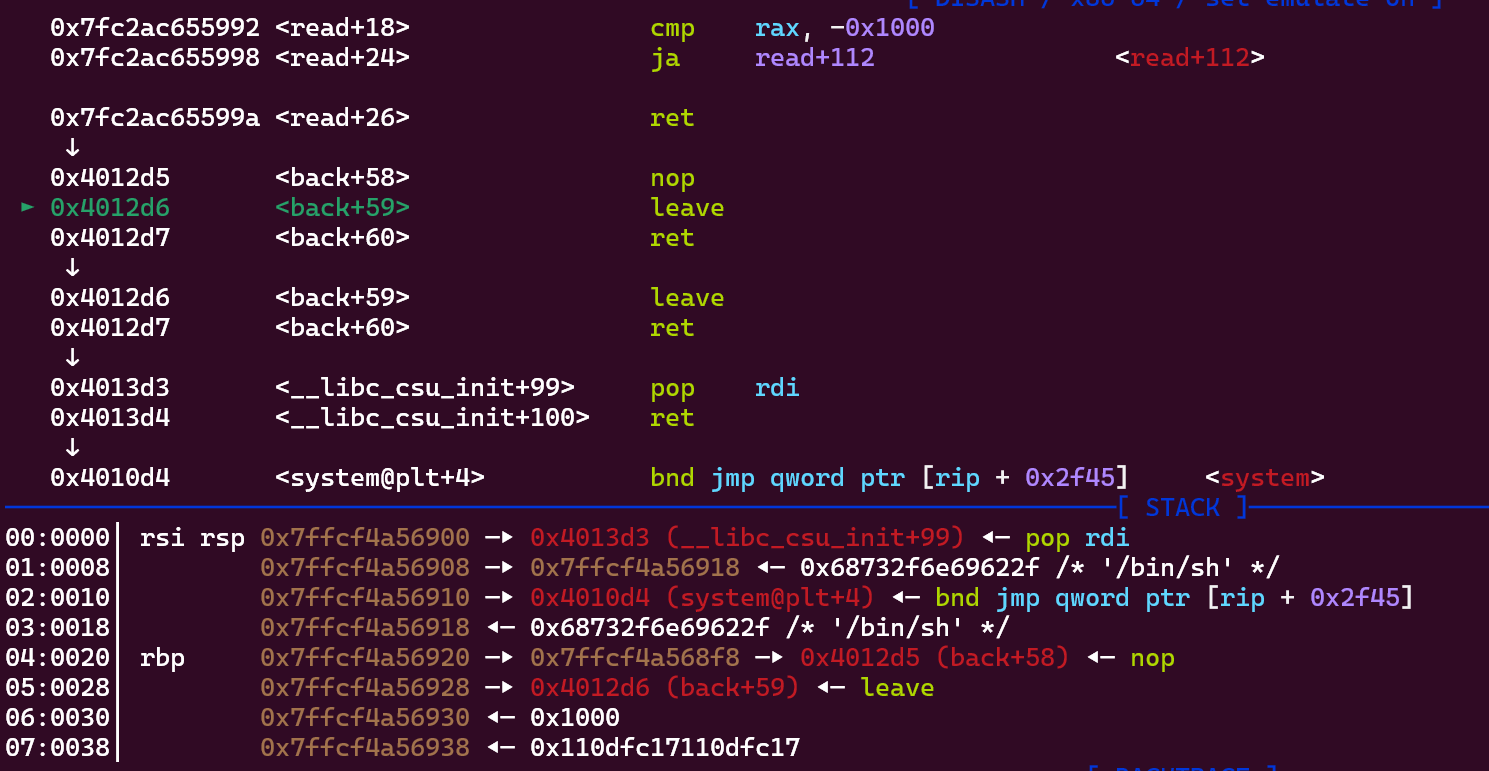 [ DISASM / x86-64 / set emulate on ]
0x7fc2ac655992 <read+18> cmp rax, -0x1000
0x7fc2ac655998 <read+24> ja read+112 <read+112>
0x7fc2ac65599a <read+26> ret
↓
0x4012d5 <back+58> nop
► 0x4012d6 <back+59> leave
0x4012d7 <back+60> ret
↓
0x4012d6 <back+59> leave
0x4012d7 <back+60> ret
↓
0x4013d3 <__libc_csu_init+99> pop rdi
0x4013d4 <__libc_csu_init+100> ret
↓
0x4010d4 <system@plt+4> bnd jmp qword ptr [rip + 0x2f45] <system>
[ STACK ]
00:0000│ rsi rsp 0x7ffcf4a56900 —▸ 0x4013d3 (__libc_csu_init+99) ◂— pop rdi
01:0008│ 0x7ffcf4a56908 —▸ 0x7ffcf4a56918 ◂— 0x68732f6e69622f /* '/bin/sh' */
02:0010│ 0x7ffcf4a56910 —▸ 0x4010d4 (system@plt+4) ◂— bnd jmp qword ptr [rip + 0x2f45]
03:0018│ 0x7ffcf4a56918 ◂— 0x68732f6e69622f /* '/bin/sh' */
04:0020│ rbp 0x7ffcf4a56920 —▸ 0x7ffcf4a568f8 —▸ 0x4012d5 (back+58) ◂— nop
05:0028│ 0x7ffcf4a56928 —▸ 0x4012d6 (back+59) ◂— leave
06:0030│ 0x7ffcf4a56930 ◂— 0x1000
07:0038│ 0x7ffcf4a56938 ◂— 0x110dfc17110dfc17
[ BACKTRACE ]